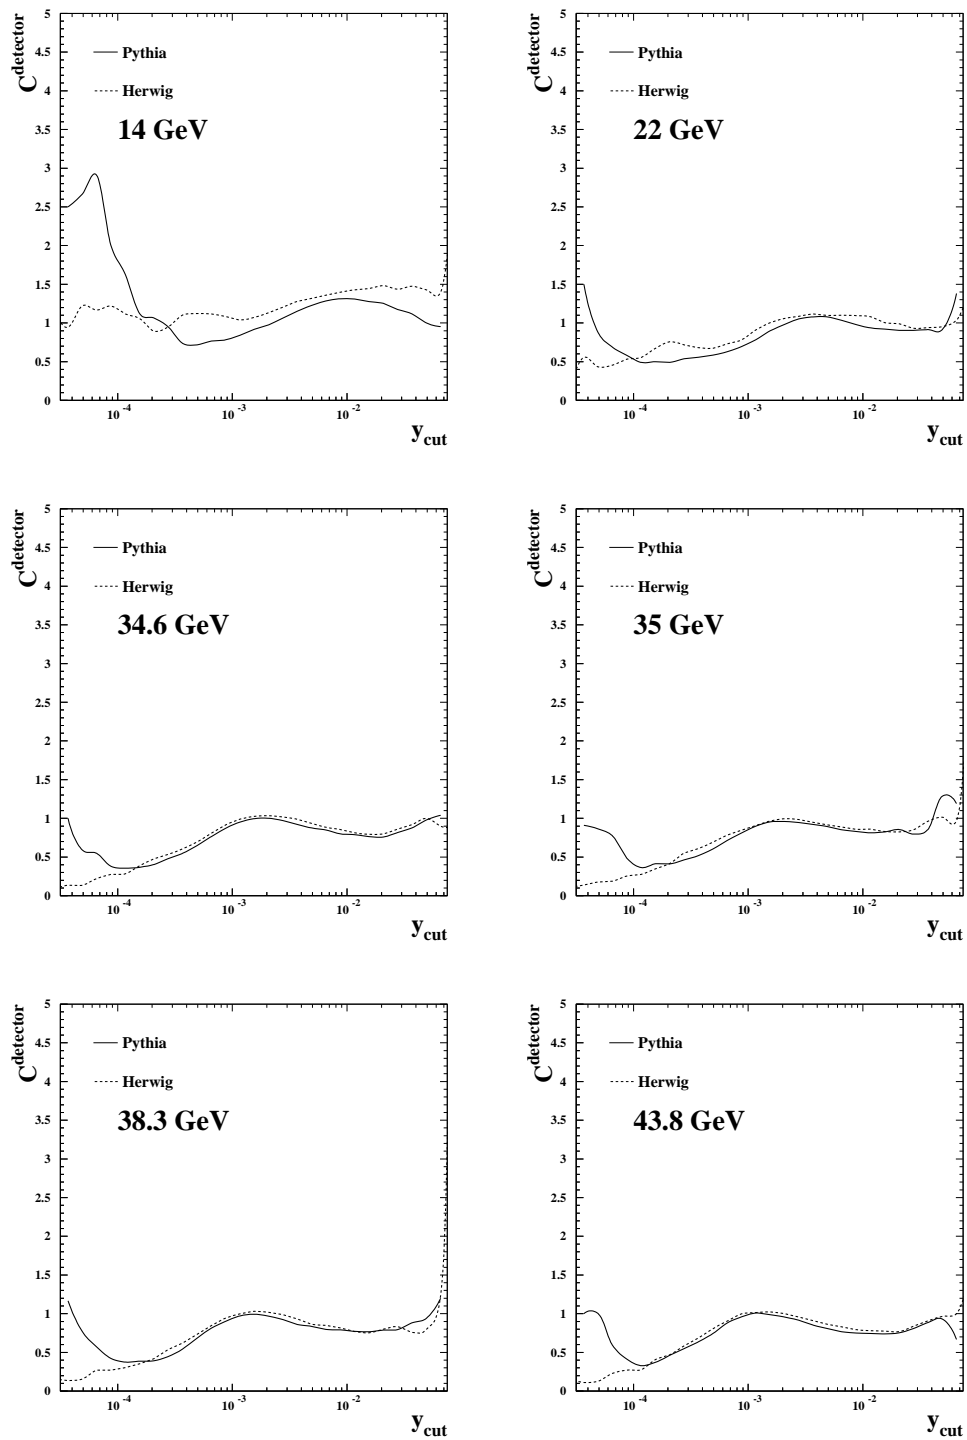 C^detector
5
4.5
4
3.5
3
2.5
2
1.5
1
0.5
0
Pythia
Herwig
14 GeV
10^-4 10^-3 10^-2
y_cut
C^detector
5
4.5
4
3.5
3
2.5
2
1.5
1
0.5
0
Pythia
Herwig
22 GeV
10^-4 10^-3 10^-2
y_cut
C^detector
5
4.5
4
3.5
3
2.5
2
1.5
1
0.5
0
Pythia
Herwig
34.6 GeV
10^-4 10^-3 10^-2
y_cut
C^detector
5
4.5
4
3.5
3
2.5
2
1.5
1
0.5
0
Pythia
Herwig
35 GeV
10^-4 10^-3 10^-2
y_cut
C^detector
5
4.5
4
3.5
3
2.5
2
1.5
1
0.5
0
Pythia
Herwig
38.3 GeV
10^-4 10^-3 10^-2
y_cut
C^detector
5
4.5
4
3.5
3
2.5
2
1.5
1
0.5
0
Pythia
Herwig
43.8 GeV
10^-4 10^-3 10^-2
y_cut